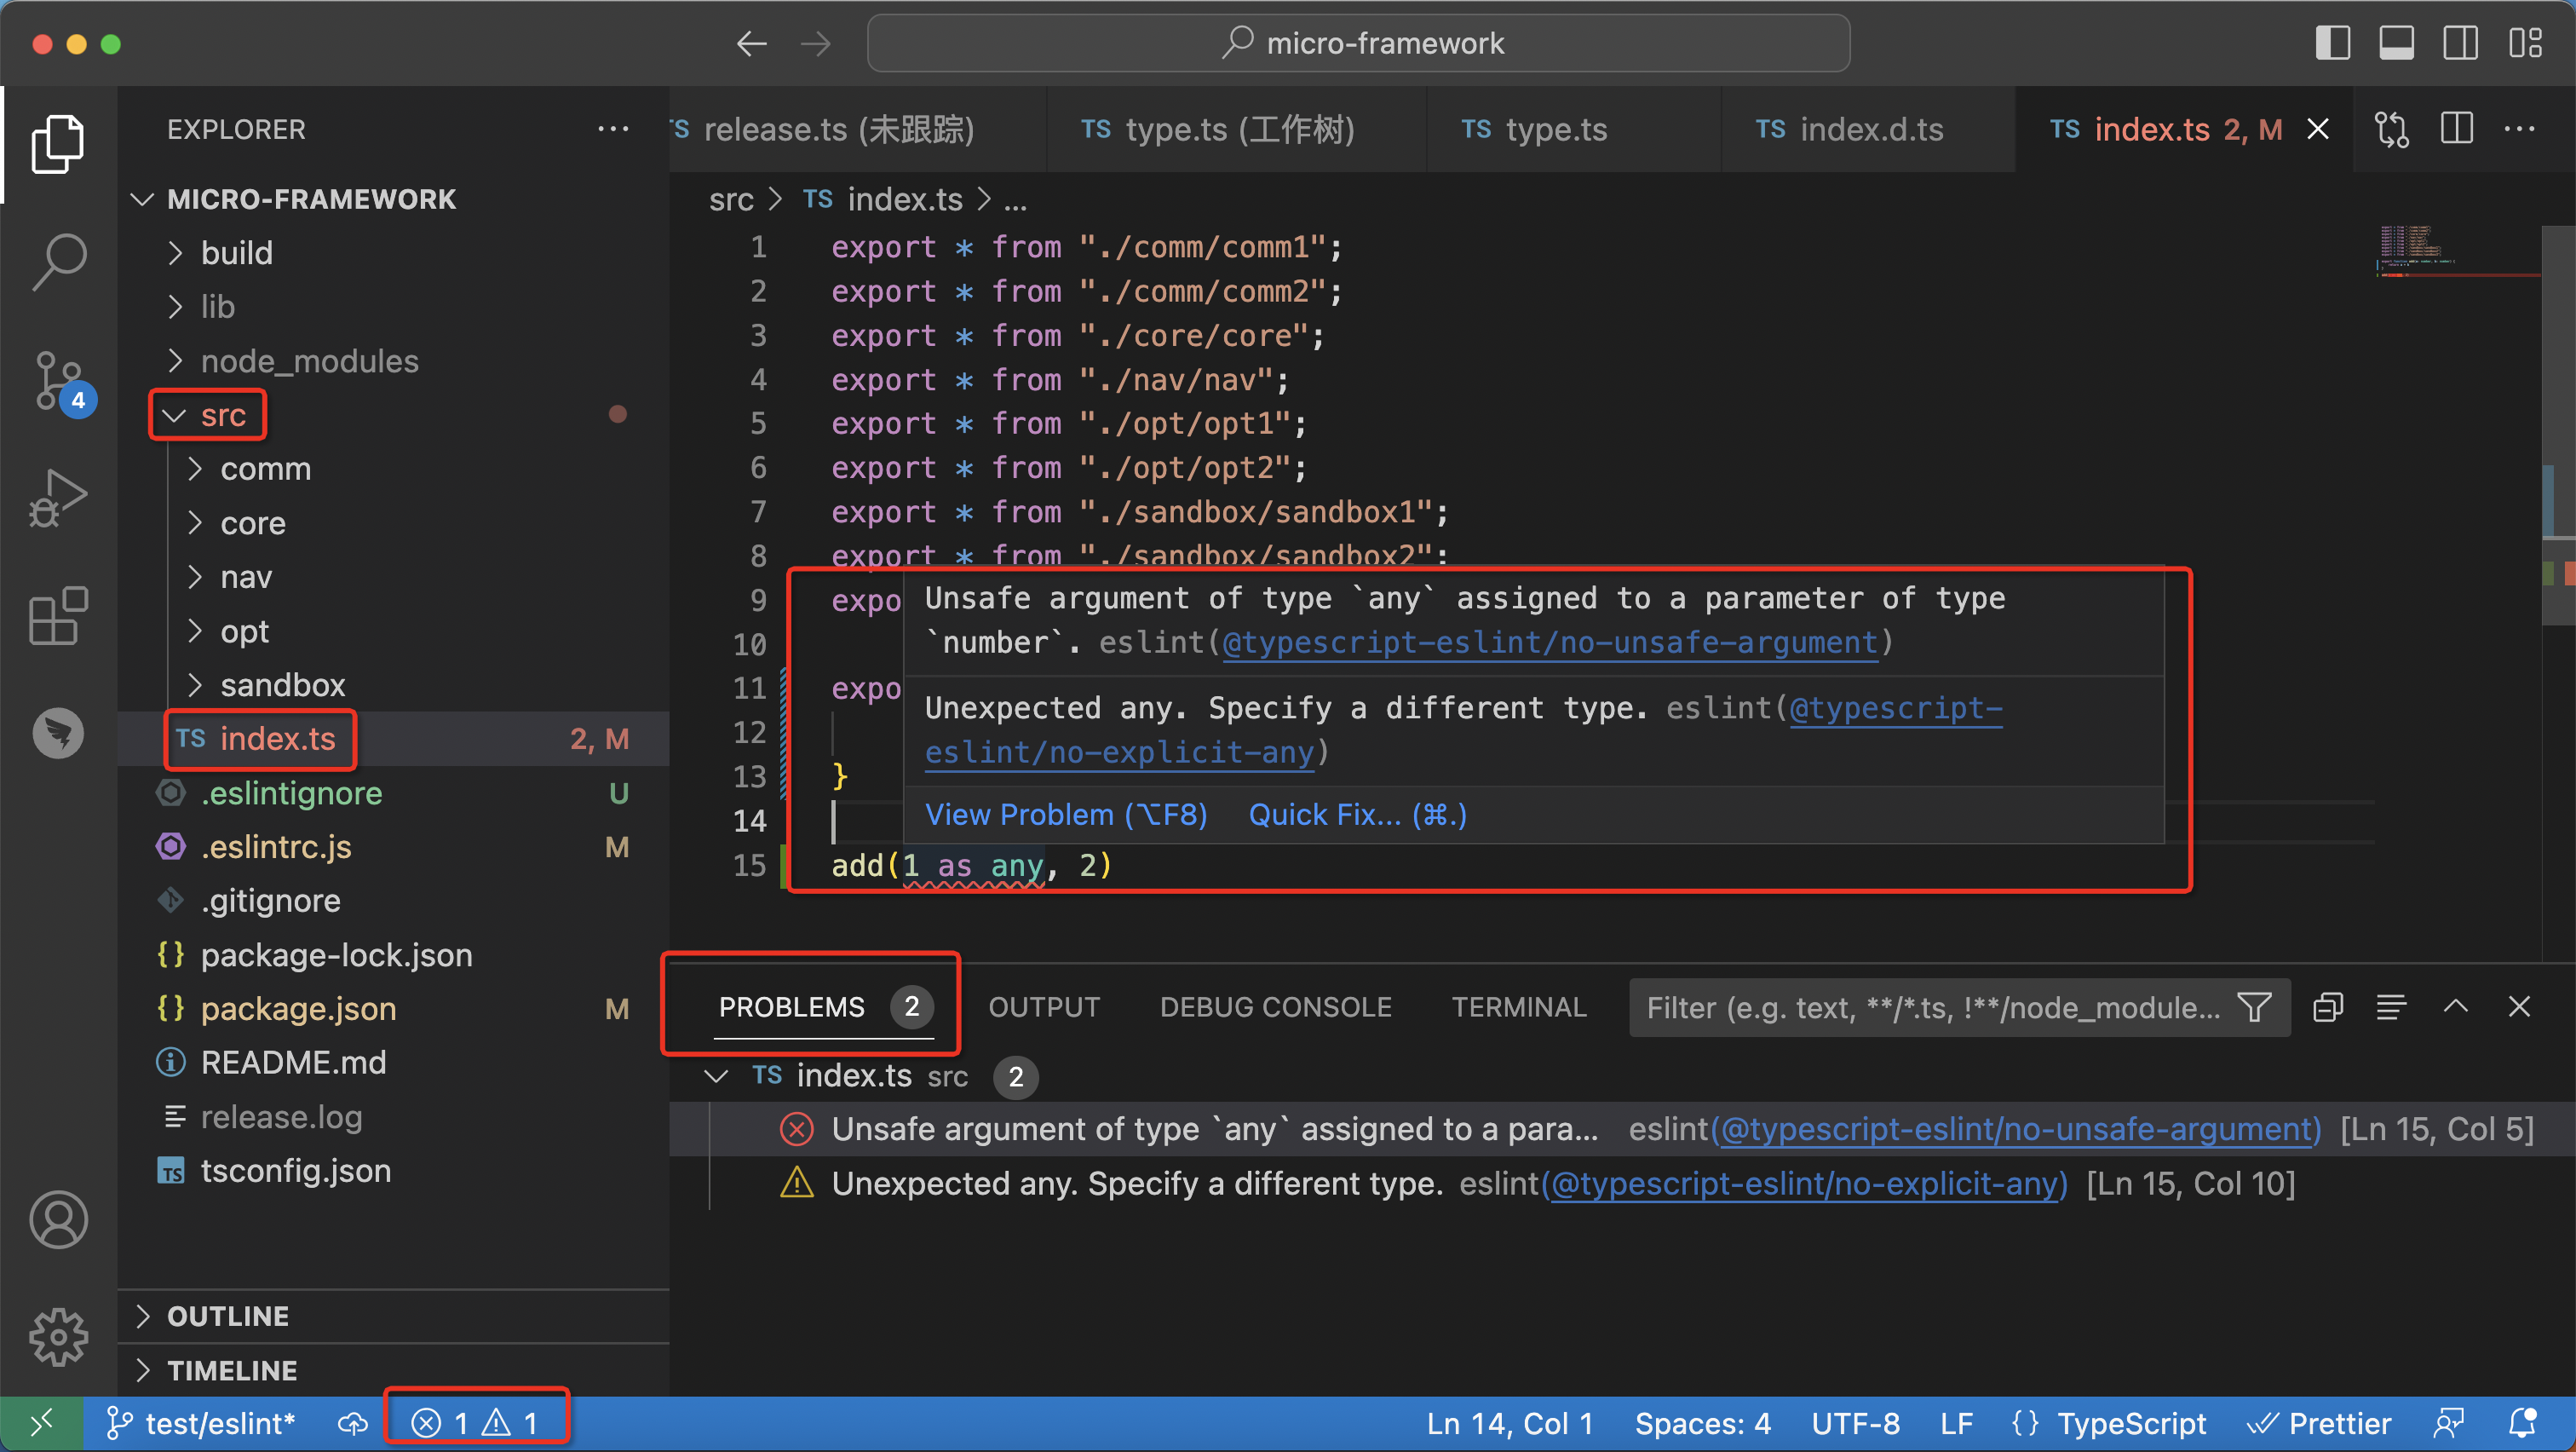 micro-framework
EXPLORER
MICRO-FRAMEWORK
build
lib
node_modules
src
comm
core
nav
opt
sandbox
TS index.ts 2, M
.eslintignore U
.eslintrc.js M
.gitignore
{} package-lock.json
{} package.json M
README.md
release.log
TS tsconfig.json
OUTLINE
TIMELINE
4
TS release.ts (未跟踪)
TS type.ts (工作树)
TS type.ts
TS index.d.ts
TS index.ts 2, M
src > TS index.ts > ...
1 export * from "./comm/comm1";
2 export * from "./comm/comm2";
3 export * from "./core/core";
4 export * from "./nav/nav";
5 export * from "./opt/opt1";
6 export * from "./opt/opt2";
7 export * from "./sandbox/sandbox1";
8 export * from "./sandbox/sandbox2";
9 expo
10
11 expo
12
13 }
14
15 add(1 as any, 2)
Unsafe argument of type `any` assigned to a parameter of type
`number`. eslint(@typescript-eslint/no-unsafe-argument)
Unexpected any. Specify a different type. eslint(@typescript-
eslint/no-explicit-any)
View Problem (⌥F8) Quick Fix... (⌘.)
PROBLEMS 2 OUTPUT DEBUG CONSOLE TERMINAL Filter (e.g. text, **/*.ts, !**/node_module...
TS index.ts src 2
Unsafe argument of type `any` assigned to a para... eslint(@typescript-eslint/no-unsafe-argument) [Ln 15, Col 5]
Unexpected any. Specify a different type. eslint(@typescript-eslint/no-explicit-any) [Ln 15, Col 10]
test/eslint* 1 1 Ln 14, Col 1 Spaces: 4 UTF-8 LF {} TypeScript Prettier